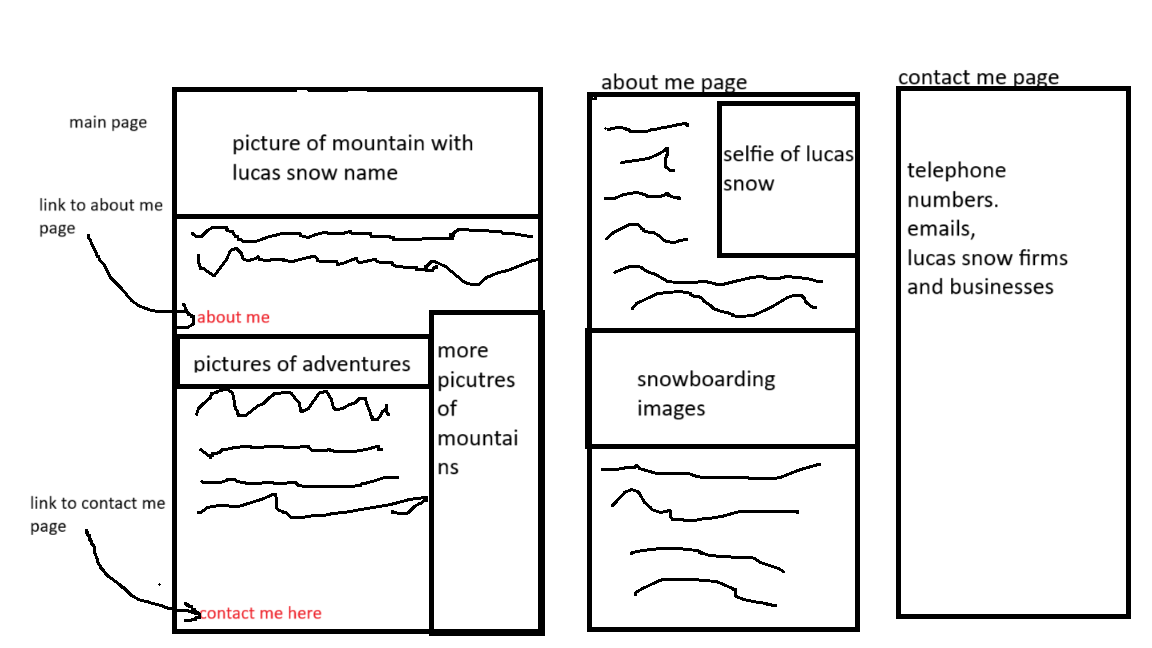 main page
link to about me
page
link to contact me
page
picture of mountain with
lucas snow name
about me
pictures of adventures
more
picutres
of
mountai
ns
contact me here
about me page
selfie of lucas
snow
snowboarding
images
contact me page
telephone
numbers.
emails,
lucas snow firms
and businesses